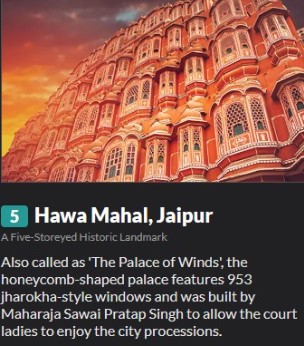 5 Hawa Mahal, Jaipur
A Five-Storeyed Historic Landmark
Also called as 'The Palace of Winds', the
honeycomb-shaped palace features 953
jharokha-style windows and was built by
Maharaja Sawai Pratap Singh to allow the court
ladies to enjoy the city processions.